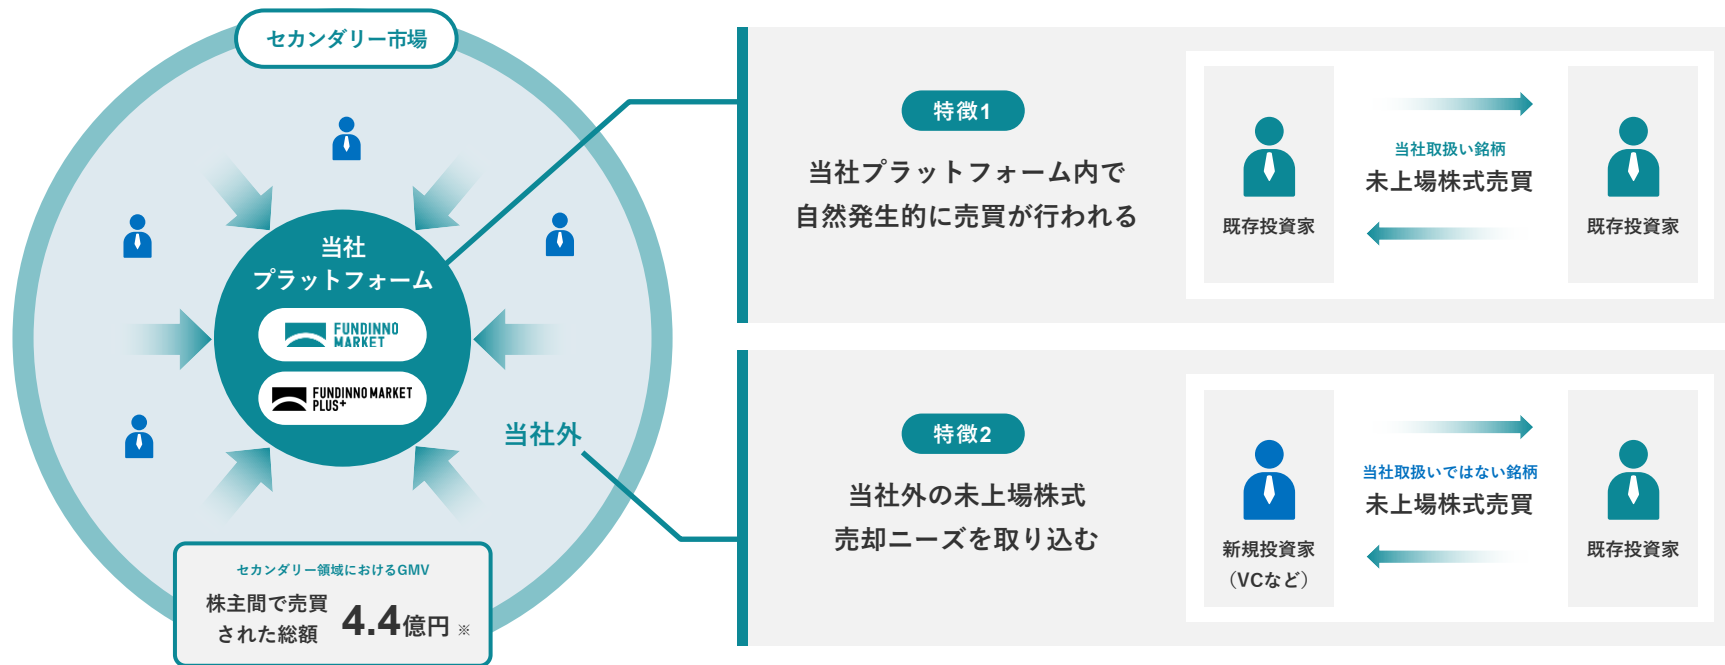 セカンダリー市場
当社
プラットフォーム
FUNDINNO
MARKET
FUNDINNO MARKET
PLUS+
当社外
セカンダリー領域におけるGMV
株主間で売買
された総額
4.4億円 ※
特徴1
当社プラットフォーム内で
自然発生的に売買が行われる
既存投資家
当社取扱い銘柄
未上場株式売買
既存投資家
特徴2
当社外の未上場株式
売却ニーズを取り込む
新規投資家
（VCなど）
当社取扱いではない銘柄
未上場株式売買
既存投資家